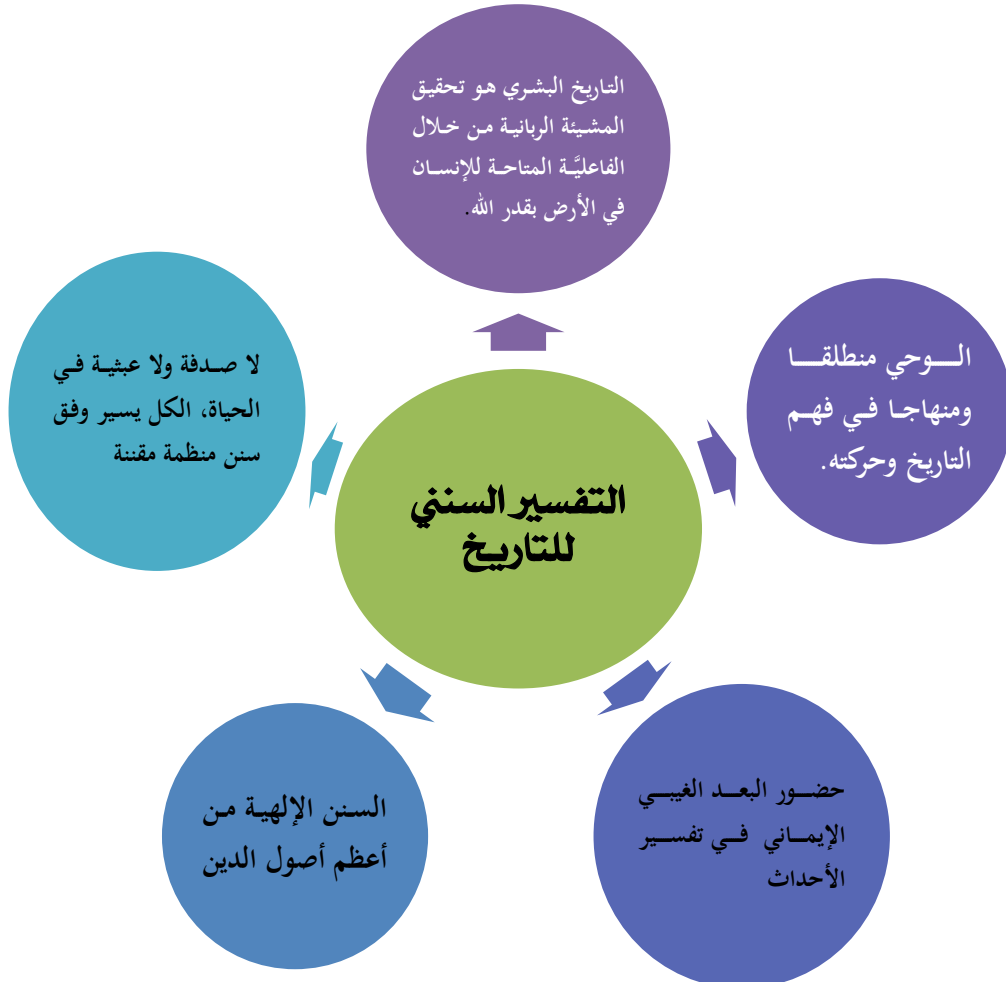 التاريخ البشري هو تحقيق
المشيئة الربانية من خلال
الفاعليَّة المتاحة للإنسان
في الأرض بقدر الله.
الوحي منطلقا
ومنهاجا في فهم
التاريخ وحركته.
لا صدفة ولا عبثية في
الحياة، الكل يسير وفق
سنن منظمة مقننة
التفسير السنني
للتاريخ
حضور البعد الغيبي
الإيماني في تفسير
الأحداث
السنن الإلهية من
أعظم أصول الدين